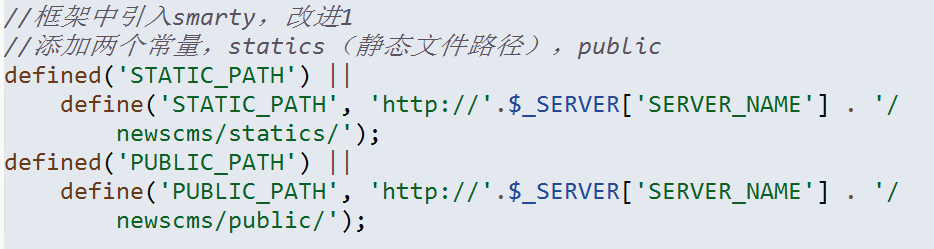 //框架中引入smarty，改进1
//添加两个常量，statics（静态文件路径），public
defined('STATIC_PATH') ||
    define('STATIC_PATH', 'http://'.$_SERVER['SERVER_NAME'] . '/
        newscms/statics/');
defined('PUBLIC_PATH') ||
    define('PUBLIC_PATH', 'http://'.$_SERVER['SERVER_NAME'] . '/
        newscms/public/');